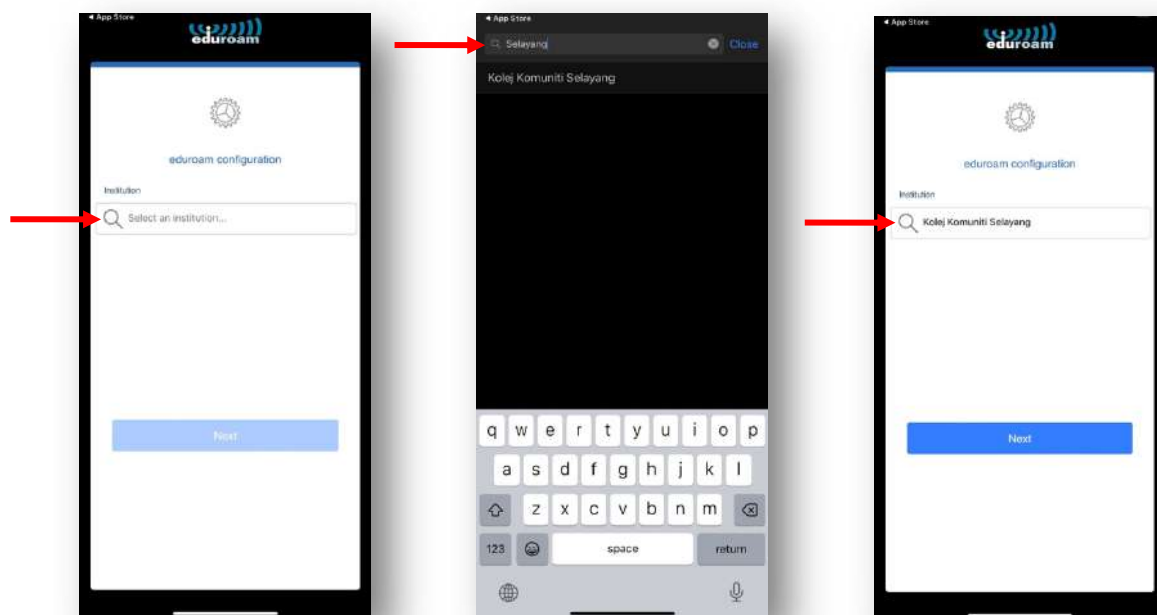 ◄ App Store
eduroam
eduroam configuration
Institution
Select an institution...
Next
◄ App Store
Selayang
Close
Kolej Komuniti Selayang
q w e r t y u i o p
a s d f g h j k l
z x c v b n m
123
space
return
◄ App Store
eduroam
eduroam configuration
Institution
Kolej Komuniti Selayang
Next